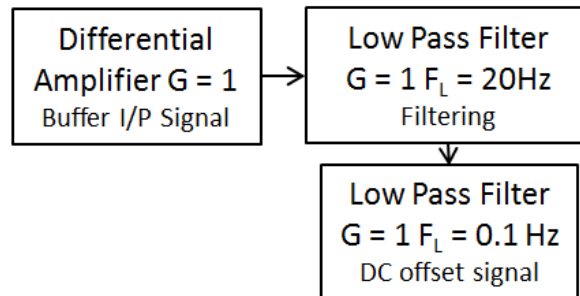 Differential
Amplifier G = 1
Buffer I/P Signal
Low Pass Filter
G = 1 F_L = 20Hz
Filtering
Low Pass Filter
G = 1 F_L = 0.1 Hz
DC offset signal